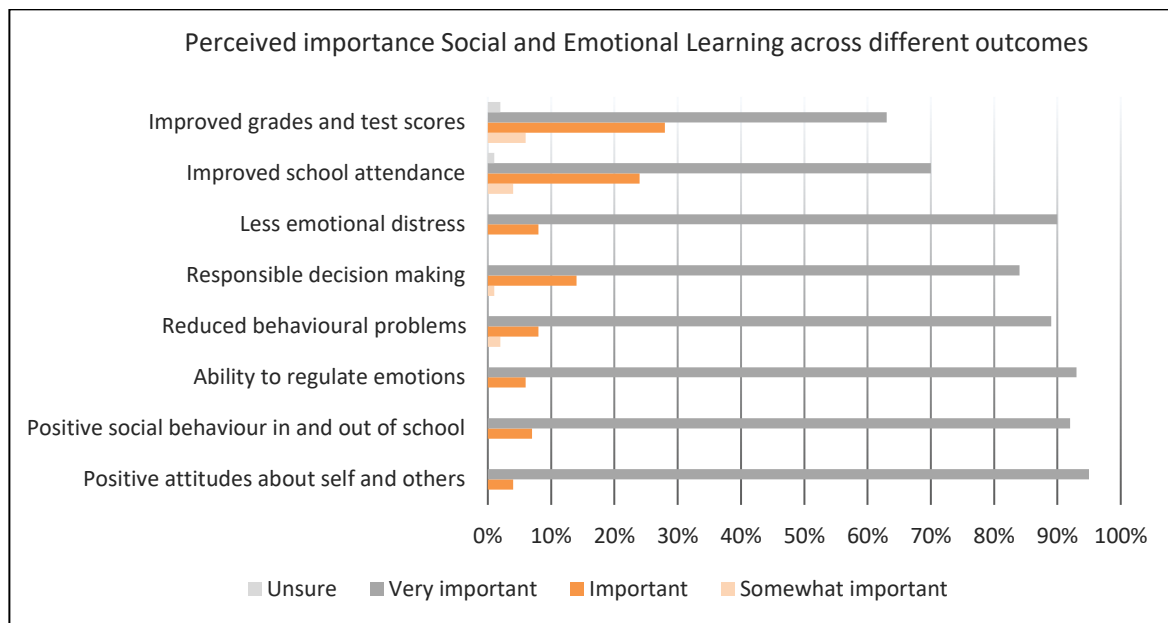 Perceived importance Social and Emotional Learning across different outcomes
Improved grades and test scores
Improved school attendance
Less emotional distress
Responsible decision making
Reduced behavioural problems
Ability to regulate emotions
Positive social behaviour in and out of school
Positive attitudes about self and others
0% 10% 20% 30% 40% 50% 60% 70% 80% 90% 100%
Unsure Very important Important Somewhat important